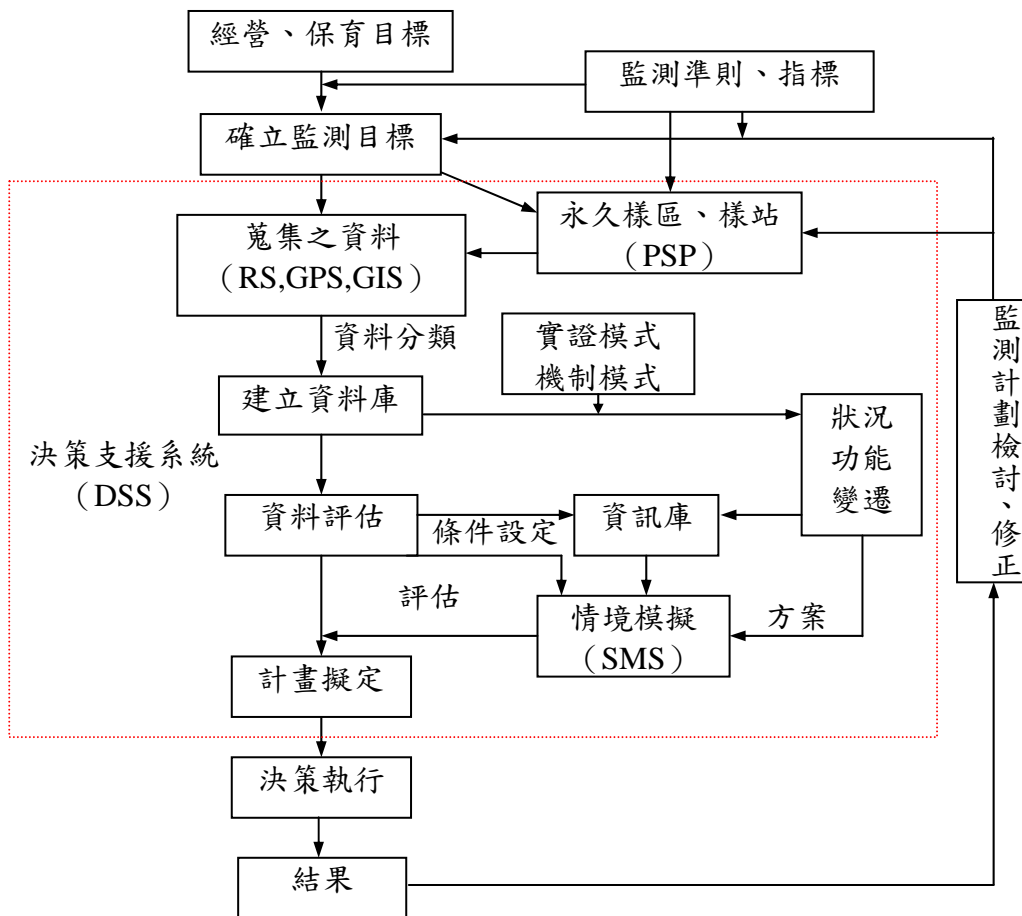 經營、保育目標
監測準則、指標
確立監測目標
蒐集之資料
（RS,GPS,GIS）
永久樣區、樣站
（PSP）
資料分類
實證模式
機制模式
建立資料庫
狀況
功能
變遷
監測計劃檢討、修正
決策支援系統
（DSS）
資料評估
條件設定
資訊庫
評估
情境模擬
（SMS）
方案
計畫擬定
決策執行
結果